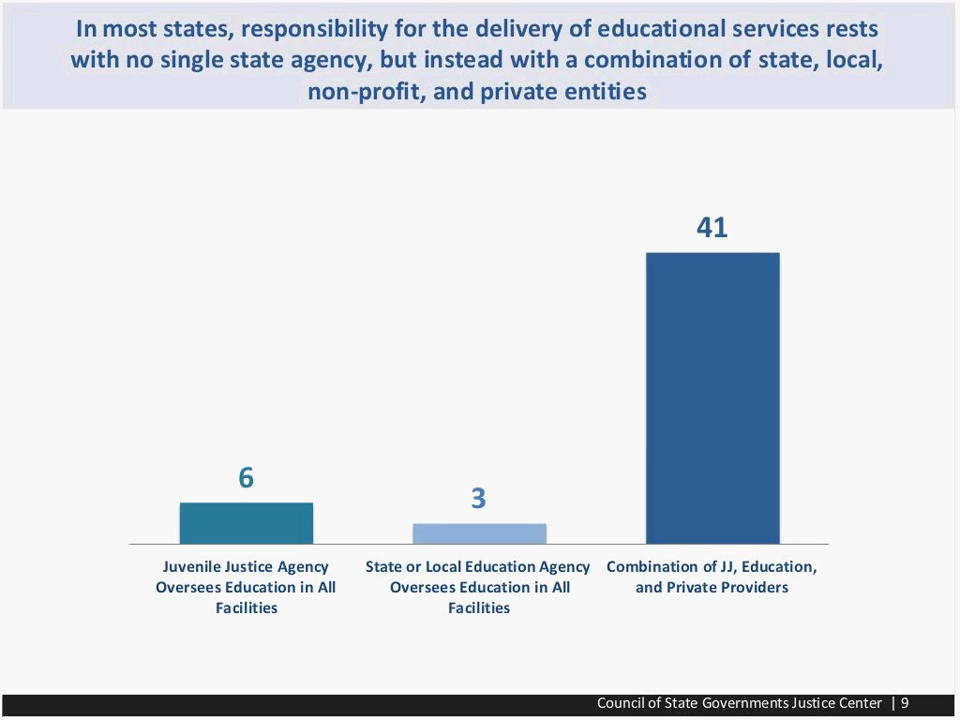 In most states, responsibility for the delivery of educational services rests
with no single state agency, but instead with a combination of state, local,
non-profit, and private entities
41
6
3
Juvenile Justice Agency
Oversees Education in All
Facilities
State or Local Education Agency
Oversees Education in All
Facilities
Combination of JJ, Education,
and Private Providers
Council of State Governments Justice Center | 9